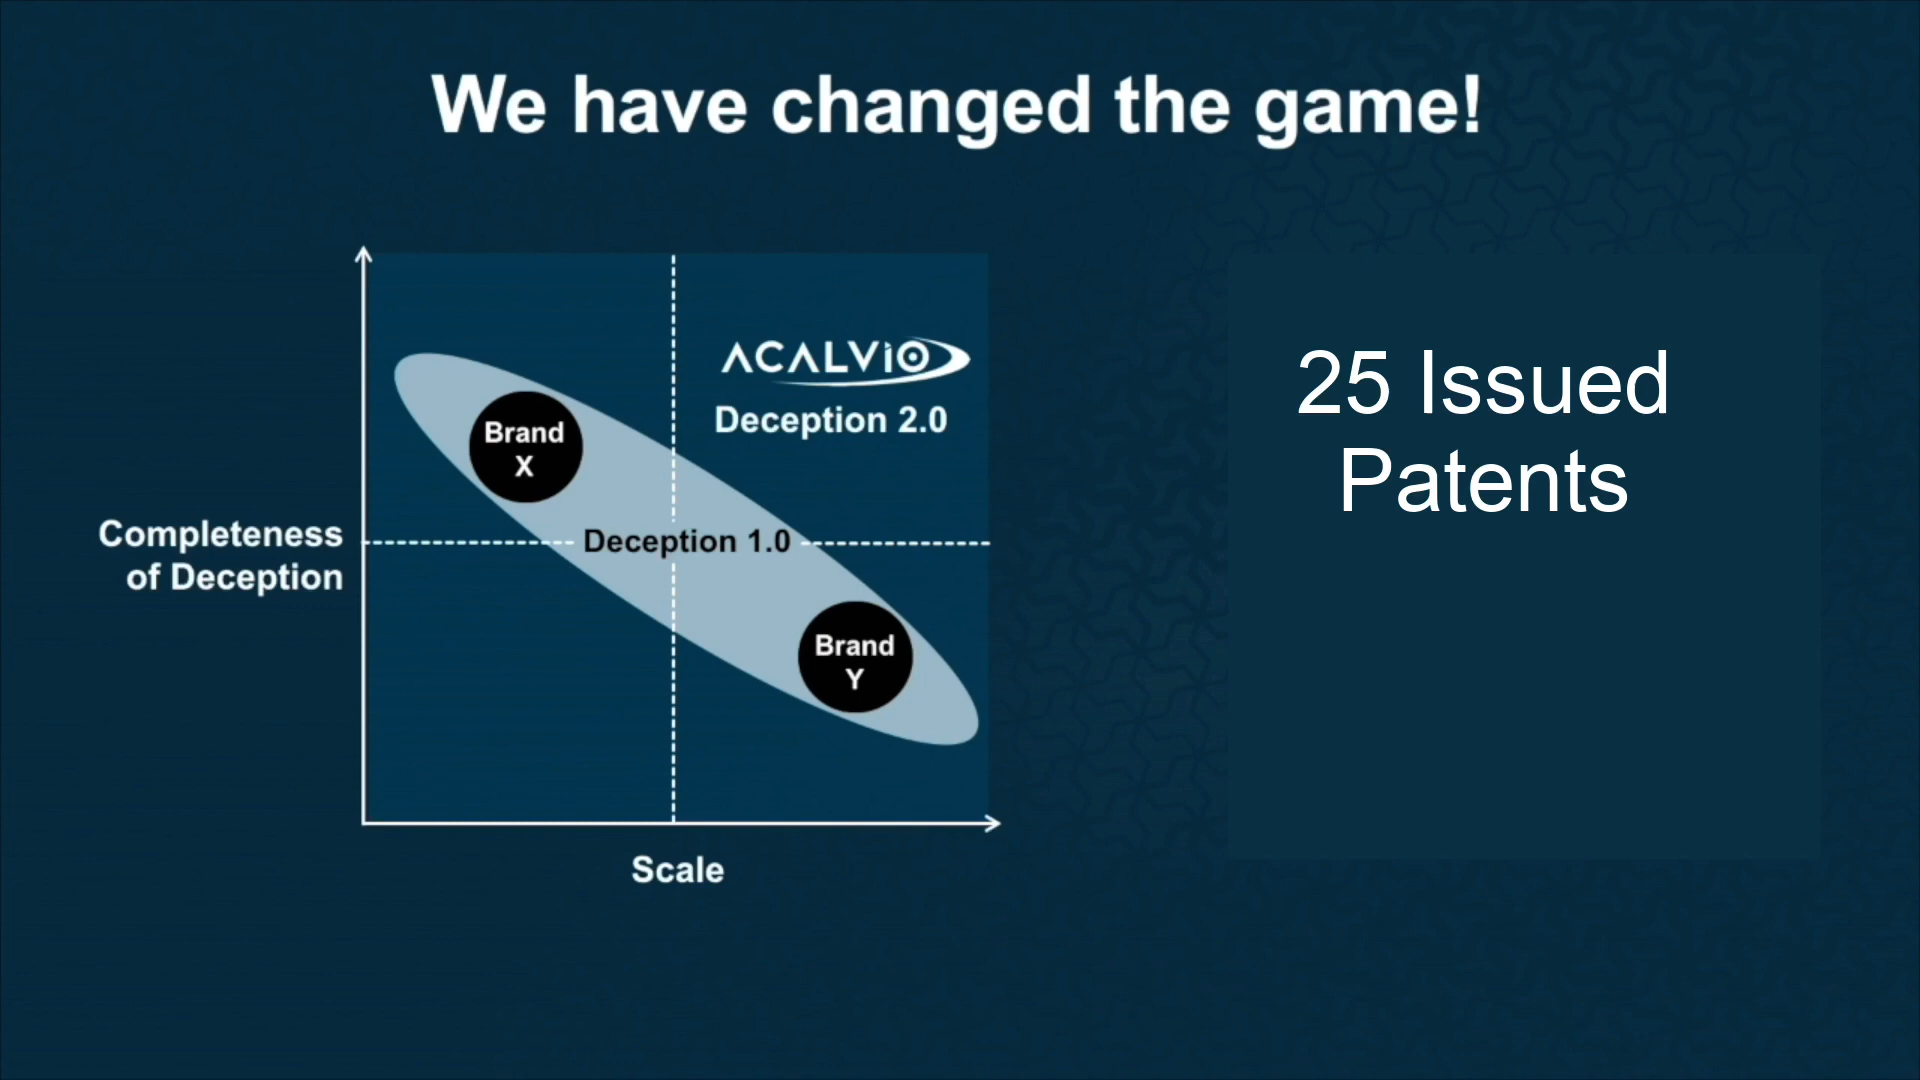 We have changed the game!
ACALVIO
Deception 2.0
Brand
X
Completeness
of Deception
Deception 1.0
Brand
Y
Scale
25 Issued
Patents